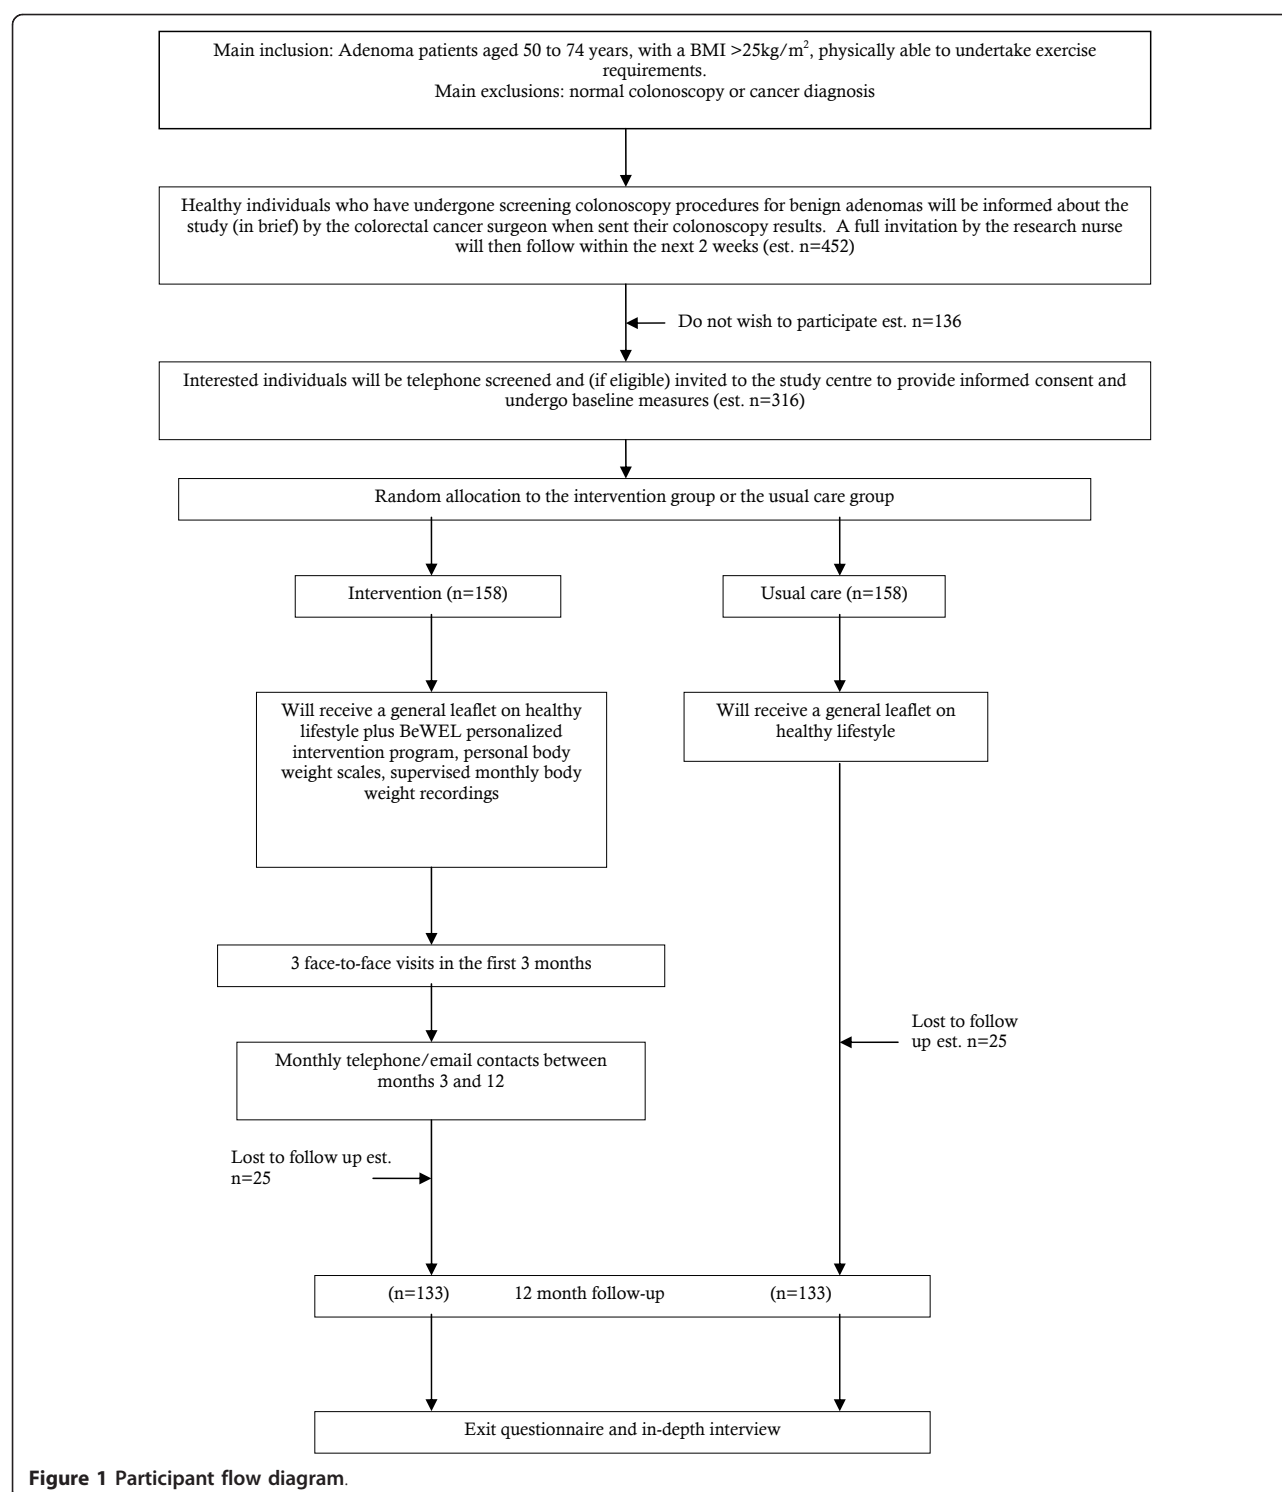 Main inclusion: Adenoma patients aged 50 to 74 years, with a BMI >25kg/m², physically able to undertake exercise
requirements.
Main exclusions: normal colonoscopy or cancer diagnosis
Healthy individuals who have undergone screening colonoscopy procedures for benign adenomas will be informed about the
study (in brief) by the colorectal cancer surgeon when sent their colonoscopy results. A full invitation by the research nurse
will then follow within the next 2 weeks (est. n=452)
Do not wish to participate est. n=136
Interested individuals will be telephone screened and (if eligible) invited to the study centre to provide informed consent and
undergo baseline measures (est. n=316)
Random allocation to the intervention group or the usual care group
Intervention (n=158)
Usual care (n=158)
Will receive a general leaflet on healthy
lifestyle plus BeWEL personalized
intervention program, personal body
weight scales, supervised monthly body
weight recordings
Will receive a general leaflet on
healthy lifestyle
3 face-to-face visits in the first 3 months
Lost to follow
up est. n=25
Monthly telephone/email contacts between
months 3 and 12
Lost to follow up est.
n=25
(n=133) 12 month follow-up (n=133)
Exit questionnaire and in-depth interview
Figure 1 Participant flow diagram.